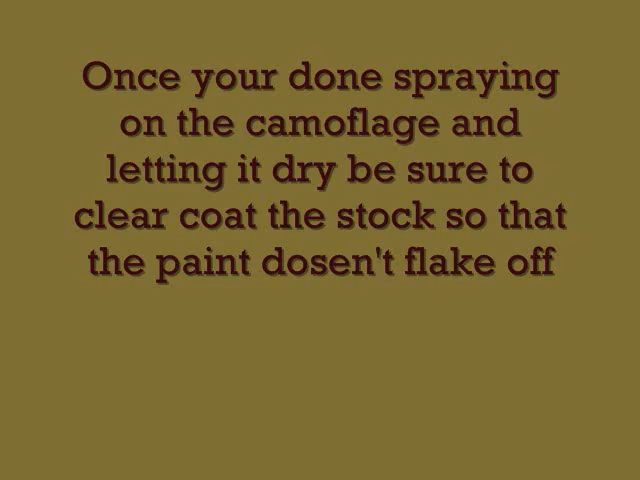 Once your done spraying
on the camoflage and
letting it dry be sure to
clear coat the stock so that
the paint dosen't flake off